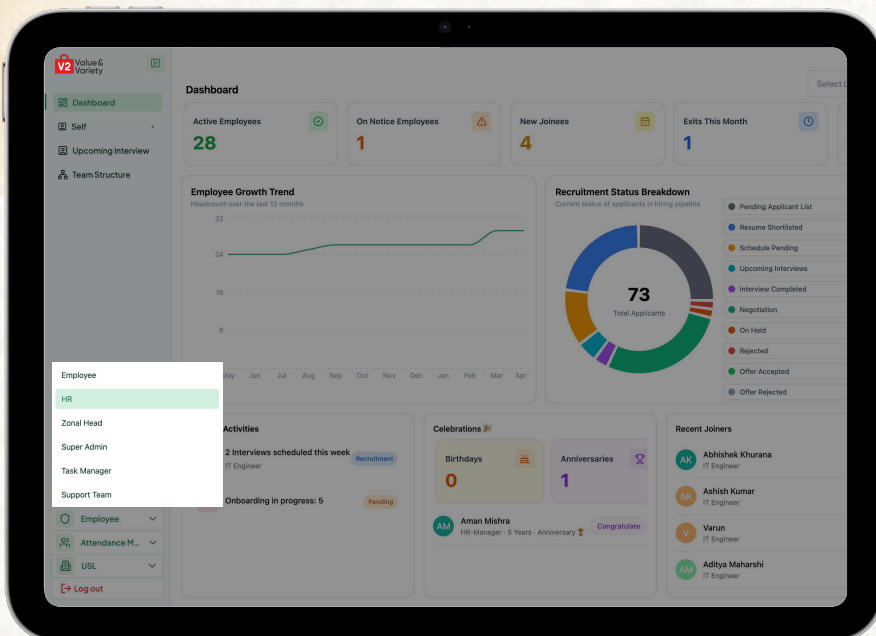 V2 Value&
Variety
Dashboard
Self
Upcoming Interview
Team Structure
Employee
HR
Zonal Head
Super Admin
Task Manager
Support Team
Employee
Attendance M...
USL
Log out
Dashboard
Active Employees
28
On Notice Employees
1
New Joinees
4
Exits This Month
1
Employee Growth Trend
Headcount over the last 12 months
32
24
16
8
May Jun Jul Aug Sep Oct Nov Dec Jan Feb Mar Apr
Recruitment Status Breakdown
Current status of applicants in hiring pipeline
73
Total Applicants
Pending Applicant List
Resume Shortlisted
Schedule Pending
Upcoming Interviews
Interview Completed
Negotiation
On Hold
Rejected
Offer Accepted
Offer Rejected
Activities
2 Interviews scheduled this week
IT Engineer
Recruitment
Onboarding in progress: 5
Pending
Celebrations 🎉
Birthdays
0
Anniversaries
1
AM Aman Mishra
HR-Manager · 5 Years · Anniversary 🏆
Congratulate
Recent Joiners
AK Abhishek Khurana
IT Engineer
AK Ashish Kumar
IT Engineer
V Varun
IT Engineer
AM Aditya Maharshi
IT Engineer